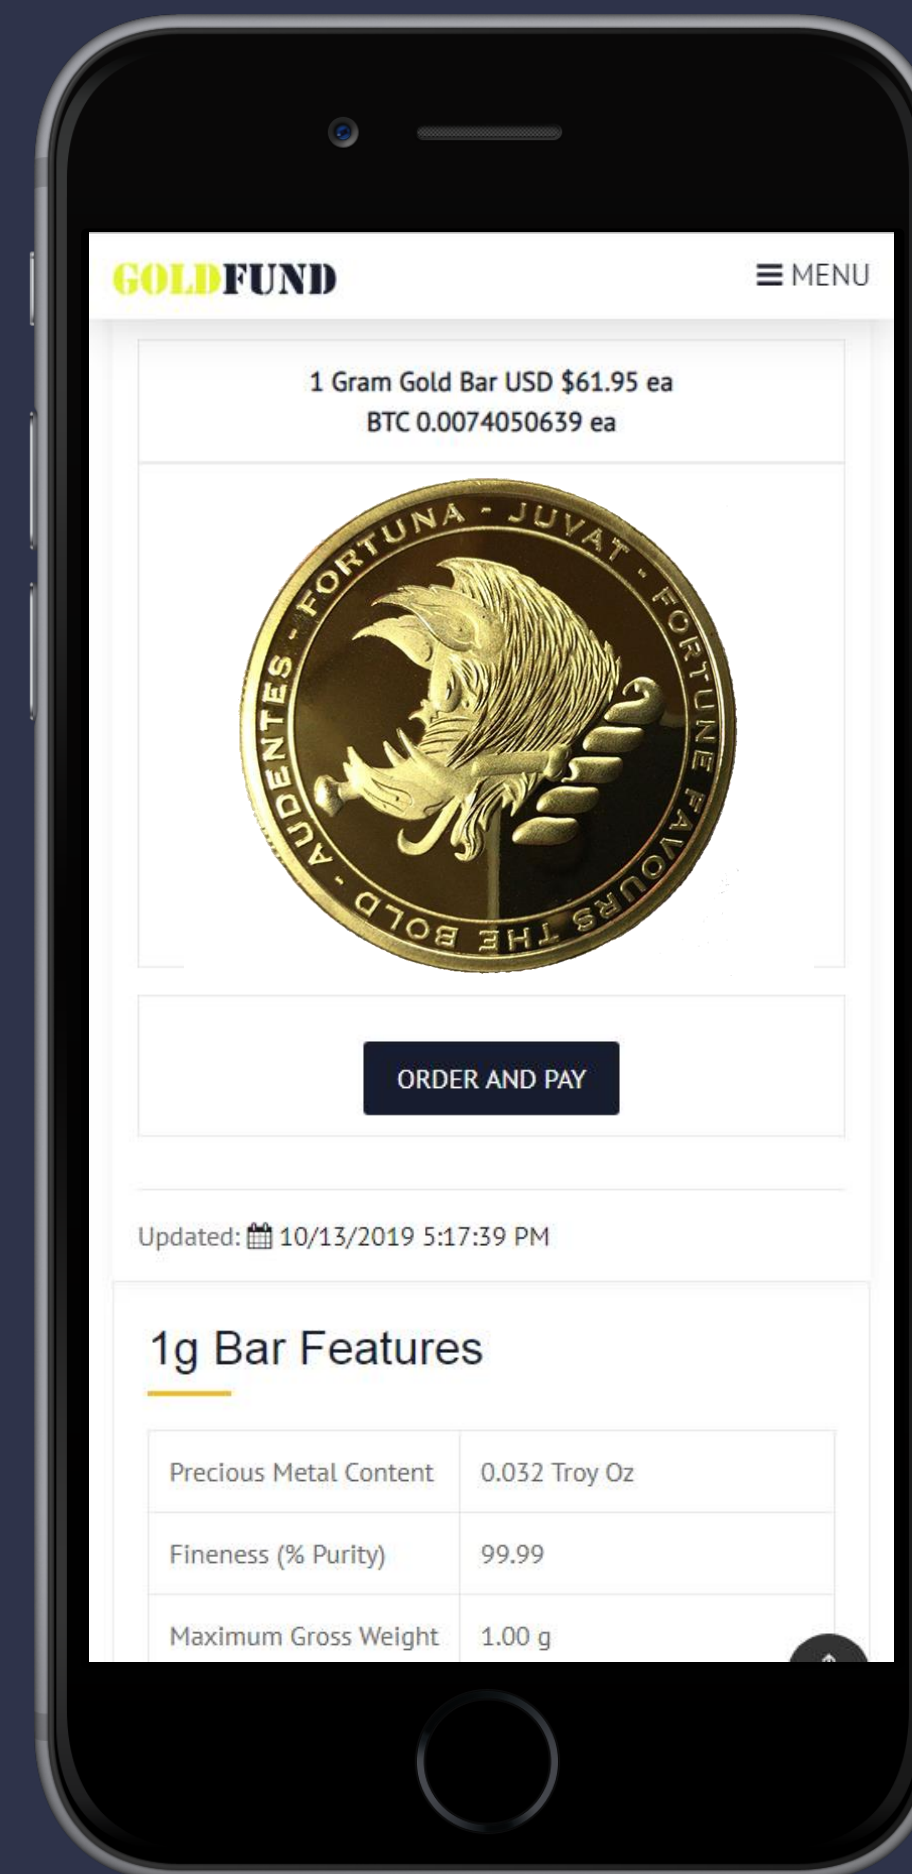 GOLDFUND
MENU
1 Gram Gold Bar USD $61.95 ea
BTC 0.0074050639 ea
AUDENTES - FORTUNA - JUVAT - FORTUNE FAVOURS THE BOLD -
ORDER AND PAY
Updated: 10/13/2019 5:17:39 PM
1g Bar Features
Precious Metal Content 0.032 Troy Oz
Fineness (% Purity) 99.99
Maximum Gross Weight 1.00 g